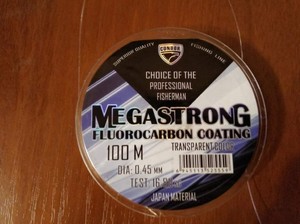 SUPERIOR QUALITY
CONDOR
FISHING LINE
CHOICE OF THE
PROFESSIONAL
FISHERMAN
MEGASTRONG
FLUOROCARBON COATING
100 M
TRANSPARENT COLOR
DIA: 0.45 MM
JAPAN MATERIAL